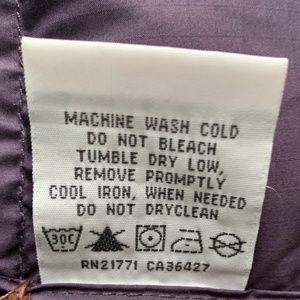 MACHINE WASH COLD
DO NOT BLEACH
TUMBLE DRY LOW,
REMOVE PROMPTLY
COOL IRON, WHEN NEEDED
DO NOT DRYCLEAN
30C
RN21771 CA36427